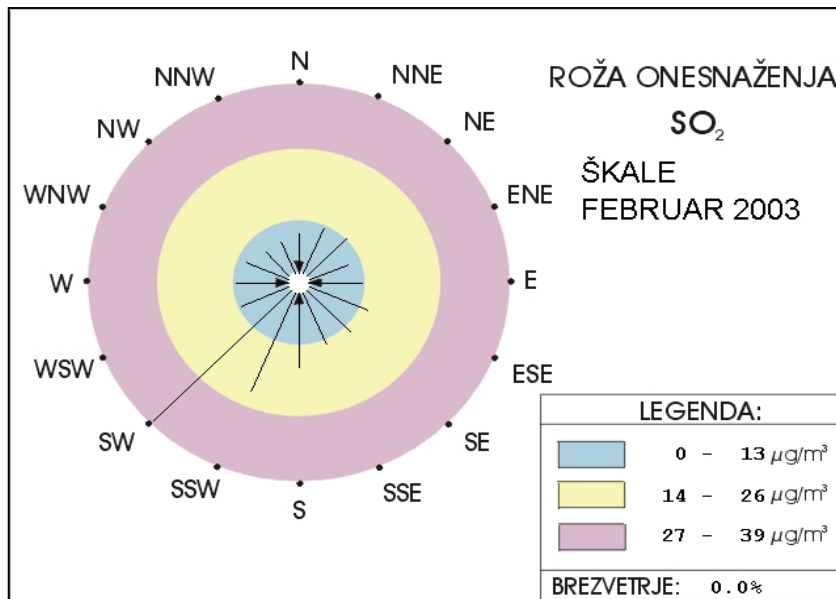 ROŽA ONESNAŽENJA
SO₂
ŠKALE
FEBRUAR 2003
N
NNE
NE
ENE
E
ESE
SE
SSE
S
SSW
SW
WSW
W
WNW
NW
NNW
LEGENDA:
0 - 13 µg/m³
14 - 26 µg/m³
27 - 39 µg/m³
BREZVETRJE: 0.0%